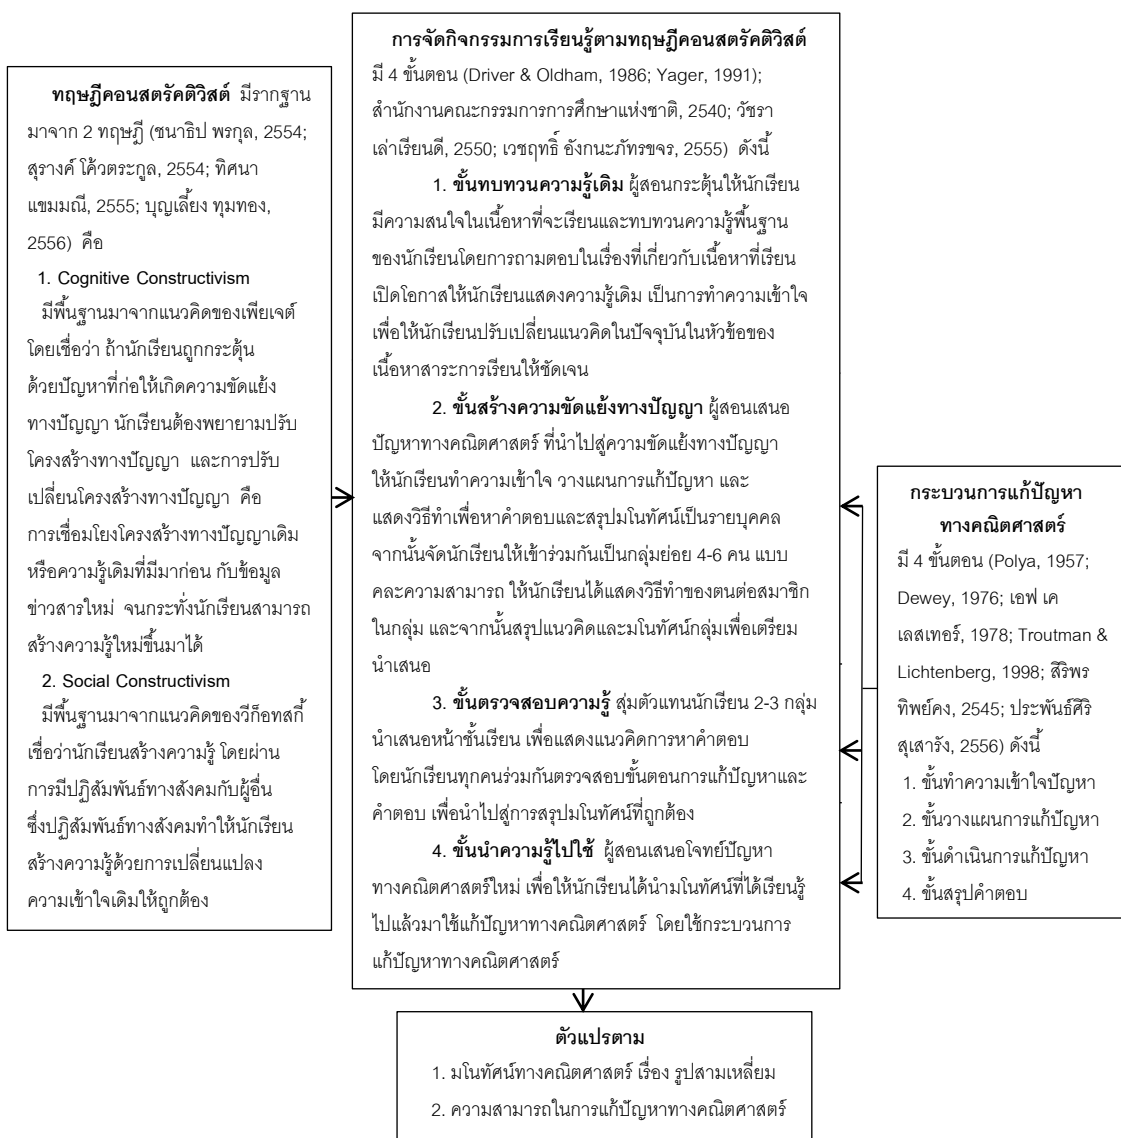 ทฤษฎีคอนสตรัคติวิสต์ มีรากฐาน
มาจาก 2 ทฤษฎี (ชนาธิป พรกุล, 2554;
สุรางค์ โค้วตระกูล, 2554; ทิศนา
แขมมณี, 2555; บุญเลี้ยง ทุมทอง,
2556) คือ
1. Cognitive Constructivism
มีพื้นฐานมาจากแนวคิดของเพียเจต์
โดยเชื่อว่า ถ้านักเรียนถูกกระตุ้น
ด้วยปัญหาที่ก่อให้เกิดความขัดแย้ง
ทางปัญญา นักเรียนต้องพยายามปรับ
โครงสร้างทางปัญญา และการปรับ
เปลี่ยนโครงสร้างทางปัญญา คือ
การเชื่อมโยงโครงสร้างทางปัญญาเดิม
หรือความรู้เดิมที่มีมาก่อน กับข้อมูล
ข่าวสารใหม่ จนกระทั่งนักเรียนสามารถ
สร้างความรู้ใหม่ขึ้นมาได้
2. Social Constructivism
มีพื้นฐานมาจากแนวคิดของวีก็อทสกี้
เชื่อว่านักเรียนสร้างความรู้ โดยผ่าน
การมีปฏิสัมพันธ์ทางสังคมกับผู้อื่น
ซึ่งปฏิสัมพันธ์ทางสังคมทำให้นักเรียน
สร้างความรู้ด้วยการเปลี่ยนแปลง
ความเข้าใจเดิมให้ถูกต้อง
การจัดกิจกรรมการเรียนรู้ตามทฤษฎีคอนสตรัคติวิสต์
มี 4 ขั้นตอน (Driver & Oldham, 1986; Yager, 1991);
สำนักงานคณะกรรมการการศึกษาแห่งชาติ, 2540; วัชรา
เล่าเรียนดี, 2550; เวชฤทธิ์ อังกนะภัทรขจร, 2555) ดังนี้
1. ขั้นทบทวนความรู้เดิม ผู้สอนกระตุ้นให้นักเรียน
มีความสนใจในเนื้อหาที่จะเรียนและทบทวนความรู้พื้นฐาน
ของนักเรียนโดยการถามตอบในเรื่องที่เกี่ยวกับเนื้อหาที่เรียน
เปิดโอกาสให้นักเรียนแสดงความรู้เดิม เป็นการทำความเข้าใจ
เพื่อให้นักเรียนปรับเปลี่ยนแนวคิดในปัจจุบันในหัวข้อของ
เนื้อหาสาระการเรียนให้ชัดเจน
2. ขั้นสร้างความขัดแย้งทางปัญญา ผู้สอนเสนอ
ปัญหาทางคณิตศาสตร์ ที่นำไปสู่ความขัดแย้งทางปัญญา
ให้นักเรียนทำความเข้าใจ วางแผนการแก้ปัญหา และ
แสดงวิธีทำเพื่อหาคำตอบและสรุปมโนทัศน์เป็นรายบุคคล
จากนั้นจัดนักเรียนให้เข้าร่วมกันเป็นกลุ่มย่อย 4-6 คน แบบ
คละความสามารถ ให้นักเรียนได้แสดงวิธีทำของตนต่อสมาชิก
ในกลุ่ม และจากนั้นสรุปแนวคิดและมโนทัศน์กลุ่มเพื่อเตรียม
นำเสนอ
3. ขั้นตรวจสอบความรู้ สุ่มตัวแทนนักเรียน 2-3 กลุ่ม
นำเสนอหน้าชั้นเรียน เพื่อแสดงแนวคิดการหาคำตอบ
โดยนักเรียนทุกคนร่วมกันตรวจสอบขั้นตอนการแก้ปัญหาและ
คำตอบ เพื่อนำไปสู่การสรุปมโนทัศน์ที่ถูกต้อง
4. ขั้นนำความรู้ไปใช้ ผู้สอนเสนอโจทย์ปัญหา
ทางคณิตศาสตร์ใหม่ เพื่อให้นักเรียนได้นำมโนทัศน์ที่ได้เรียนรู้
ไปแล้วมาใช้แก้ปัญหาทางคณิตศาสตร์ โดยใช้กระบวนการ
แก้ปัญหาทางคณิตศาสตร์
กระบวนการแก้ปัญหา
ทางคณิตศาสตร์
มี 4 ขั้นตอน (Polya, 1957;
Dewey, 1976; เอฟ เค
เลสเทอร์, 1978; Troutman &
Lichtenberg, 1998; สิริพร
ทิพย์คง, 2545; ประพันธ์ศิริ
สุเสารัง, 2556) ดังนี้
1. ขั้นทำความเข้าใจปัญหา
2. ขั้นวางแผนการแก้ปัญหา
3. ขั้นดำเนินการแก้ปัญหา
4. ขั้นสรุปคำตอบ
ตัวแปรตาม
1. มโนทัศน์ทางคณิตศาสตร์ เรื่อง รูปสามเหลี่ยม
2. ความสามารถในการแก้ปัญหาทางคณิตศาสตร์